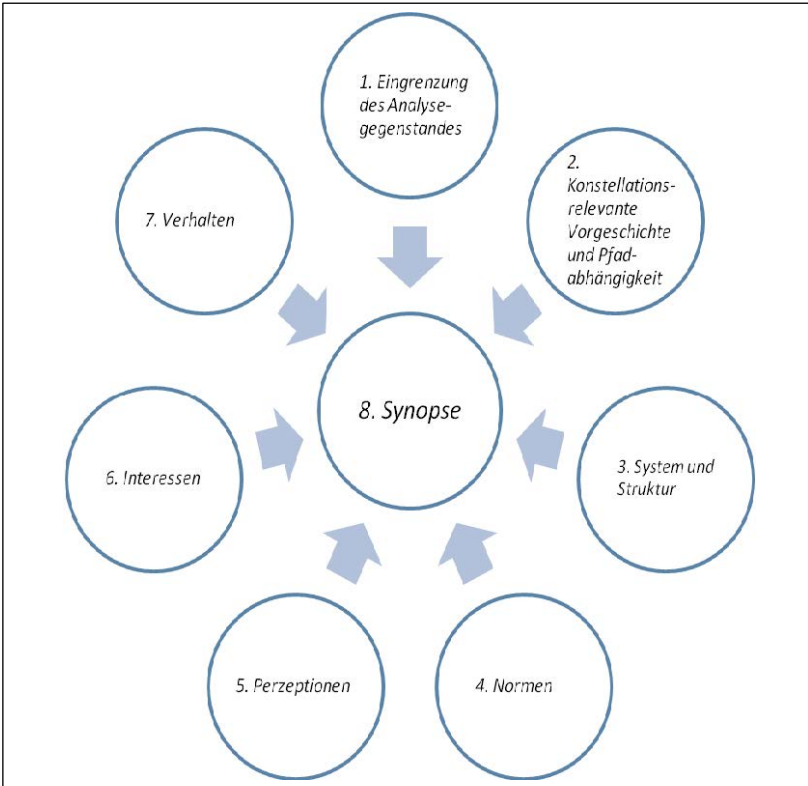 1. Eingrenzung
des Analyse-
gegenstandes
2.
Konstellations-
relevante
Vorgeschichte
und Pfad-
abhängigkeit
3. System und
Struktur
4. Normen
5. Perzeptionen
6. Interessen
7. Verhalten
8. Synopse